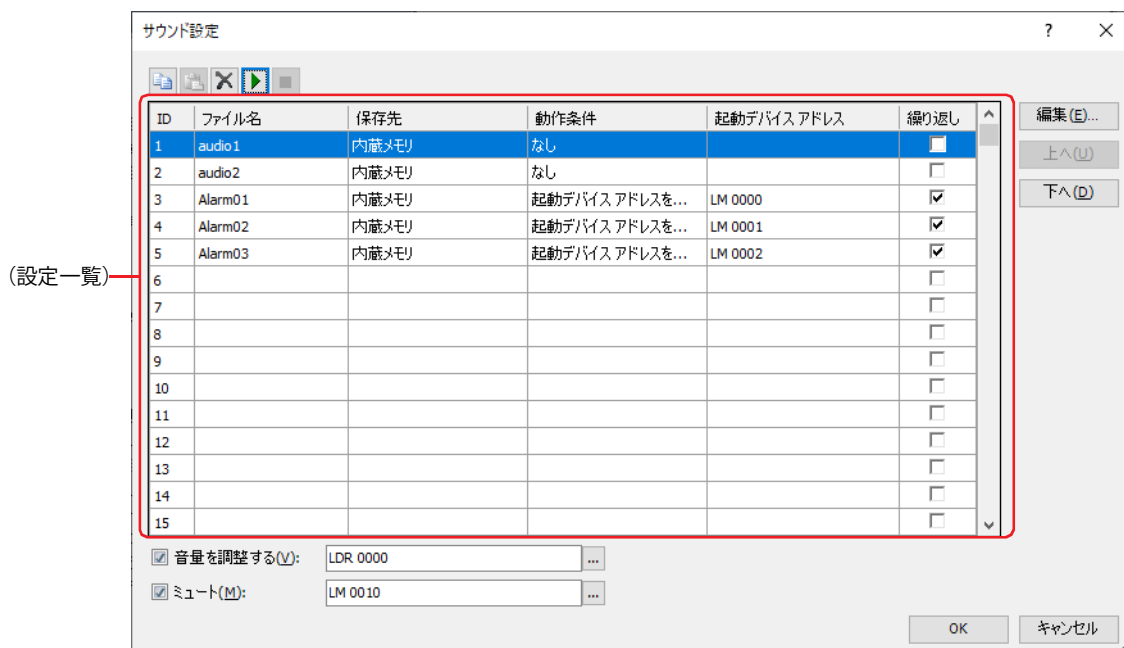 サウンド設定
ID ファイル名 保存先 動作条件 起動デバイス アドレス 繰り返し
1 audio1 内蔵メモリ なし
2 audio2 内蔵メモリ なし
3 Alarm01 内蔵メモリ 起動デバイス アドレスを... LM 0000
4 Alarm02 内蔵メモリ 起動デバイス アドレスを... LM 0001
5 Alarm03 内蔵メモリ 起動デバイス アドレスを... LM 0002
6
7
8
9
10
11
12
13
14
15
編集(E)...
上へ(U)
下へ(D)
(設定一覧)
音量を調整する(V): LDR 0000 ...
ミュート(M): LM 0010 ...
OK キャンセル